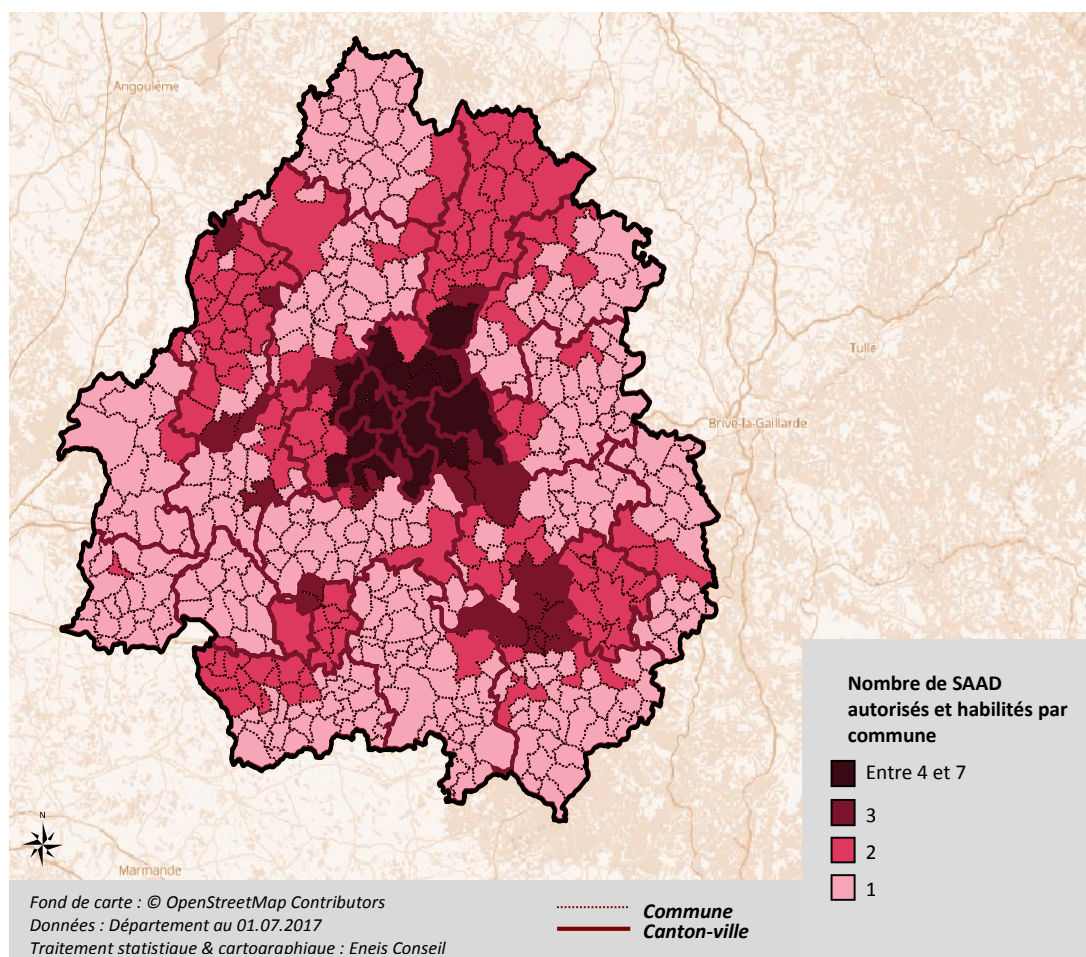 Angoulême
Tulle
Brive-la-Gaillarde
Nombre de SAAD
autorisés et habilités par
commune
Entre 4 et 7
3
2
1
N
Marmande
Fond de carte : © OpenStreetMap Contributors
Données : Département au 01.07.2017
Traitement statistique & cartographique : Eneis Conseil
Commune
Canton-ville